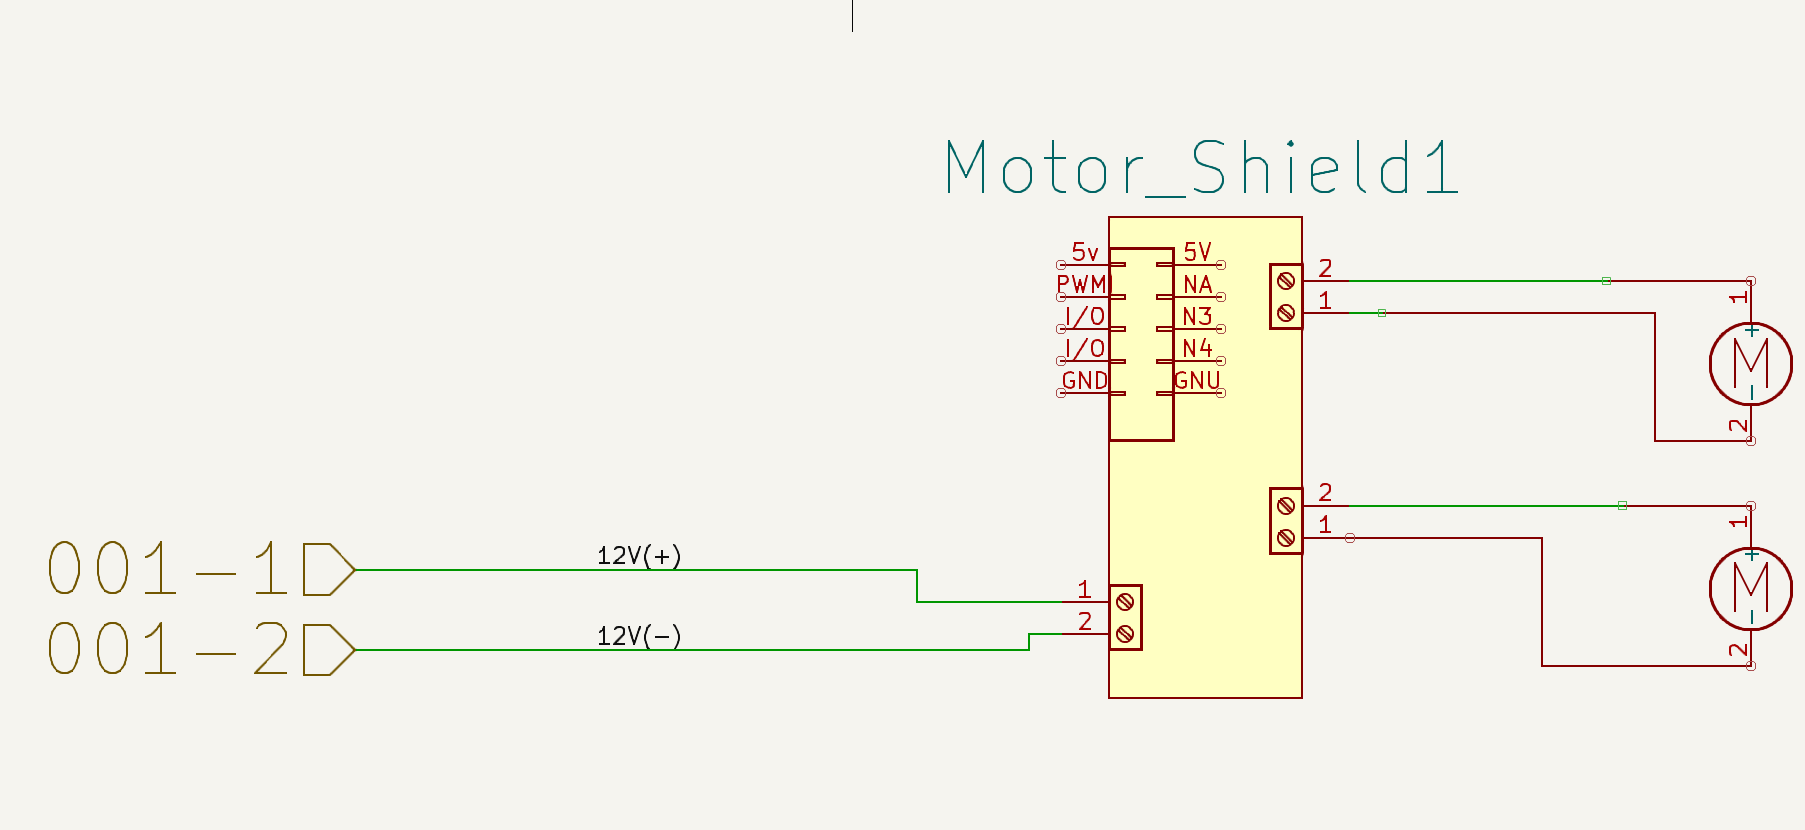 Motor_Shield1
5v 5V
PWM NA
I/O N3
I/O N4
GND GNU
2
1
1
+
M
-
2
2
1
1
+
M
-
2
001-1 12V(+) 1
001-2 12V(-) 2